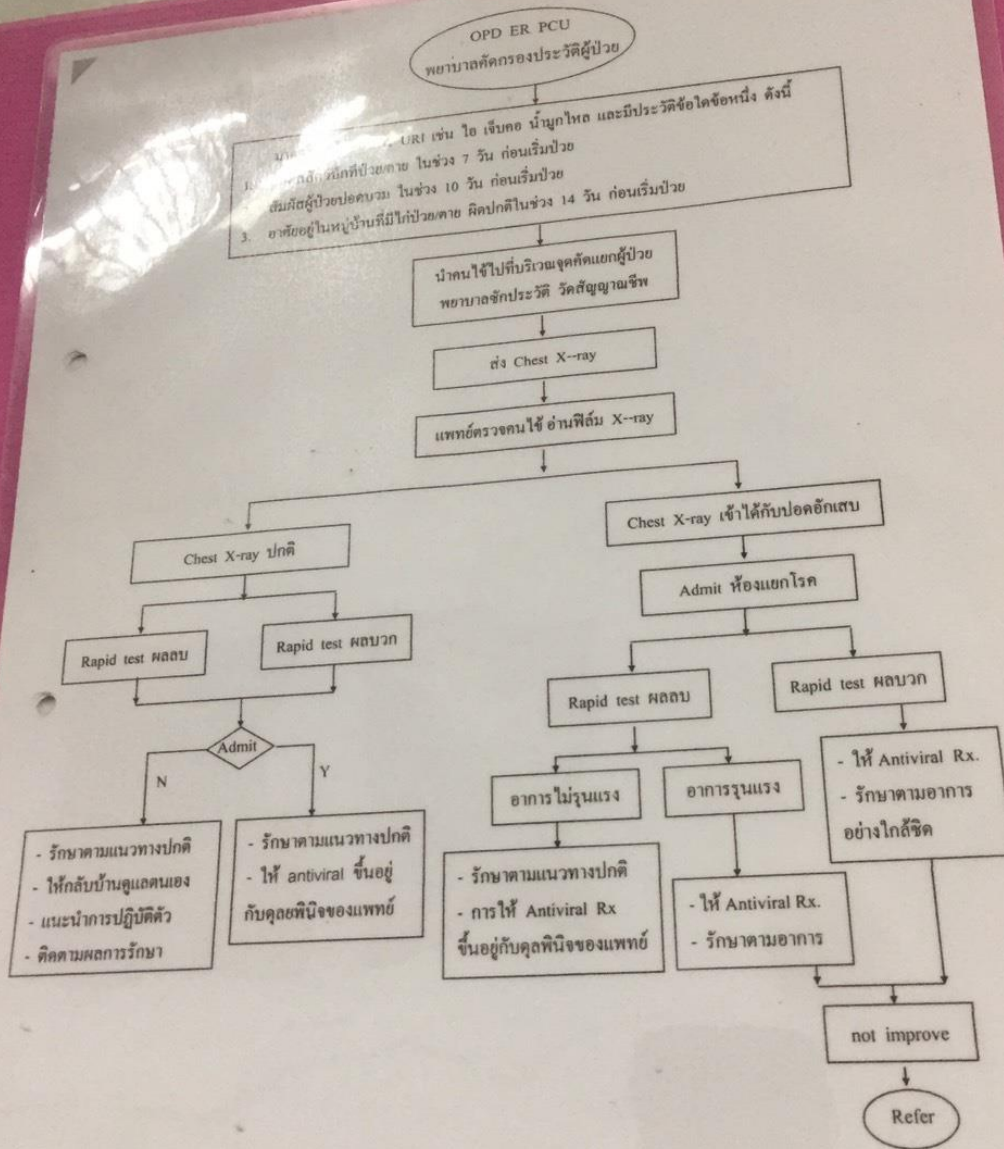 OPD ER PCU
พยาบาลคัดกรองประวัติผู้ป่วย
URI เช่น ไอ เจ็บคอ น้ำมูกไหล และมีประวัติข้อใดข้อหนึ่ง ดังนี้
1. ที่ป่วย/ตาย ในช่วง 7 วัน ก่อนเริ่มป่วย
สัมผัสผู้ป่วยปอดบวม ในช่วง 10 วัน ก่อนเริ่มป่วย
3. อาศัยอยู่ในหมู่บ้านที่มีไก่ป่วย/ตาย ผิดปกติในช่วง 14 วัน ก่อนเริ่มป่วย
นำคนไข้ไปที่บริเวณจุดคัดแยกผู้ป่วย
พยาบาลซักประวัติ วัดสัญญาณชีพ
ส่ง Chest X--ray
แพทย์ตรวจคนไข้ อ่านฟิล์ม X--ray
Chest X-ray ปกติ
Rapid test ผลลบ
Rapid test ผลบวก
Admit
N
Y
- รักษาตามแนวทางปกติ
- ให้กลับบ้านดูแลตนเอง
- แนะนำการปฏิบัติตัว
- ติดตามผลการรักษา
- รักษาตามแนวทางปกติ
- ให้ antiviral ขึ้นอยู่
กับดุลยพินิจของแพทย์
Chest X-ray เข้าได้กับปอดอักเสบ
Admit ห้องแยกโรค
Rapid test ผลลบ
Rapid test ผลบวก
อาการไม่รุนแรง
อาการรุนแรง
- รักษาตามแนวทางปกติ
- การให้ Antiviral Rx
ขึ้นอยู่กับดุลพินิจของแพทย์
- ให้ Antiviral Rx.
- รักษาตามอาการ
- ให้ Antiviral Rx.
- รักษาตามอาการ
อย่างใกล้ชิด
not improve
Refer